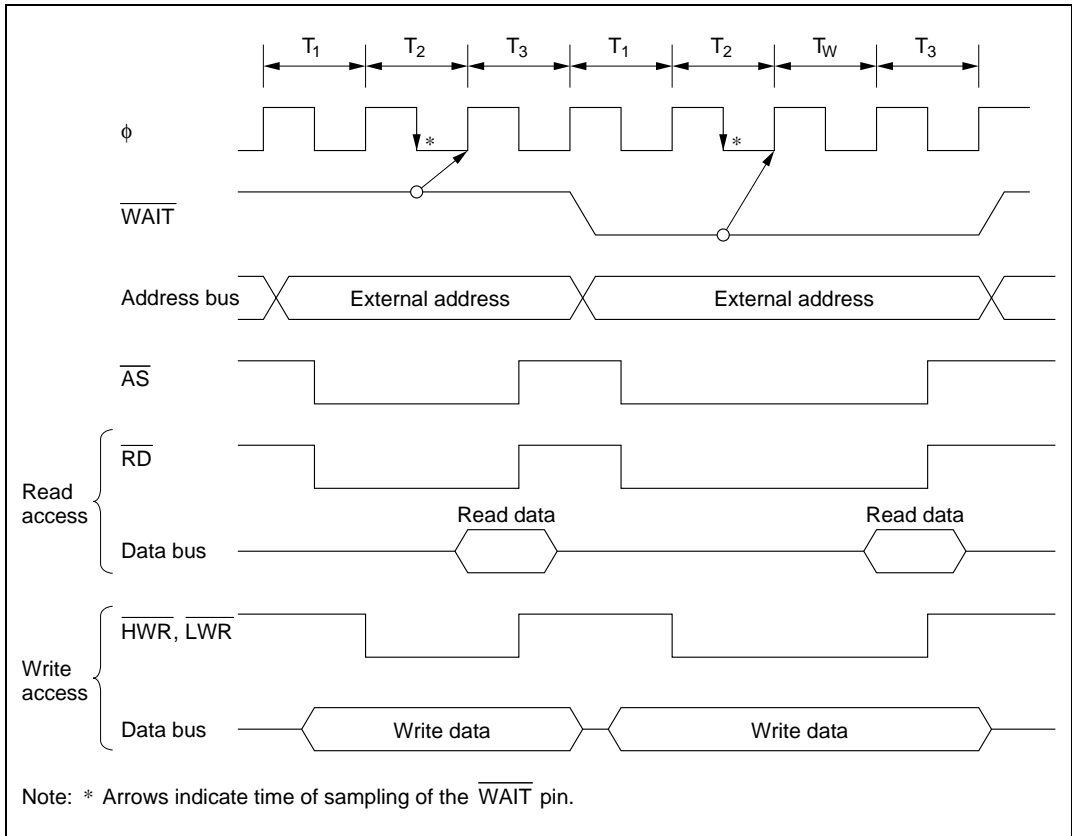 T1 T2 T3 T1 T2 TW T3
ϕ
*
*
WAIT
Address bus
External address
External address
AS
Read access
RD
Read data
Read data
Data bus
Write access
HWR, LWR
Data bus
Write data
Write data
Note: * Arrows indicate time of sampling of the WAIT pin.